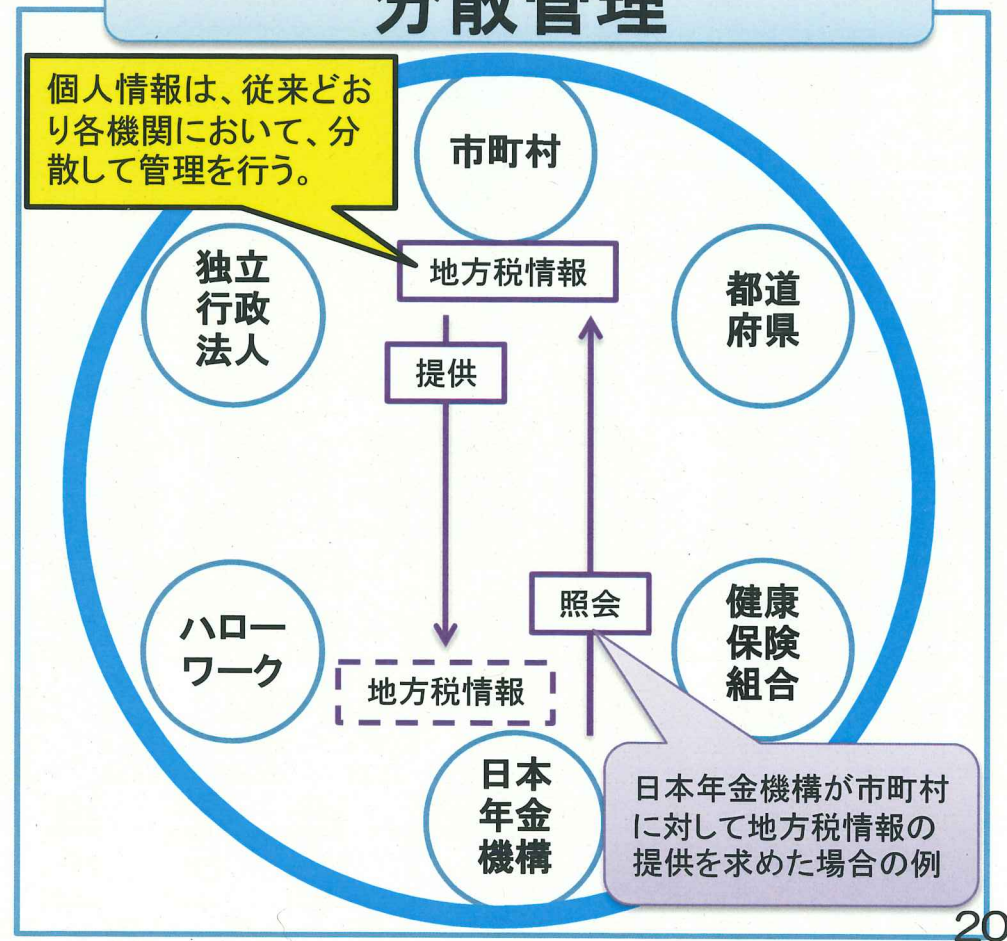 分散管理
個人情報は、従来どお
り各機関において、分
散して管理を行う。
市町村
独立
行政
法人
地方税情報
都道
府県
提供
照会
ハロー
ワーク
健康
保険
組合
地方税情報
日本
年金
機構
日本年金機構が市町村
に対して地方税情報の
提供を求めた場合の例
20